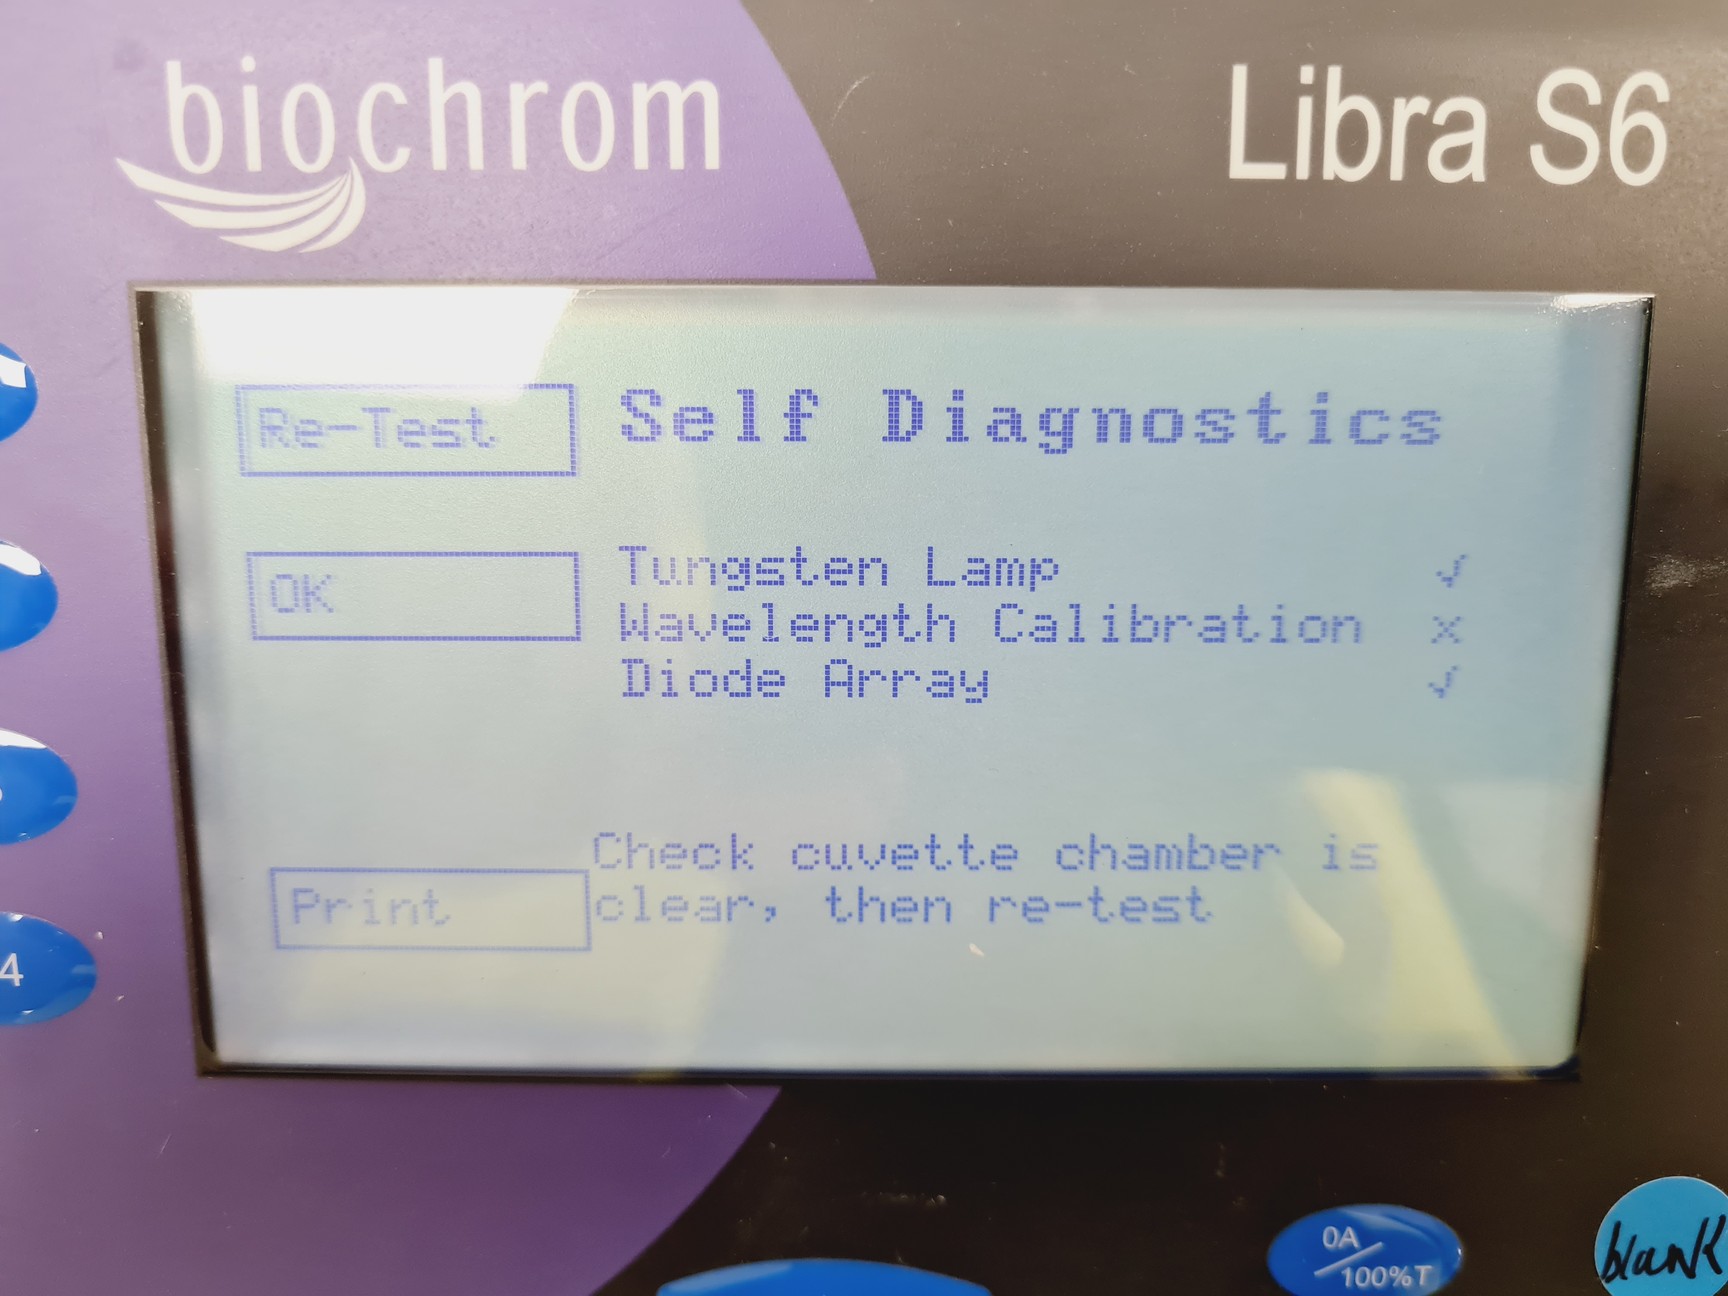 biochrom
Libra S6
Re-Test
Self Diagnostics
OK
Tungsten Lamp √
Wavelength Calibration x
Diode Array √
Print
Check cuvette chamber is
clear, then re-test
4
0A/100%T
blank